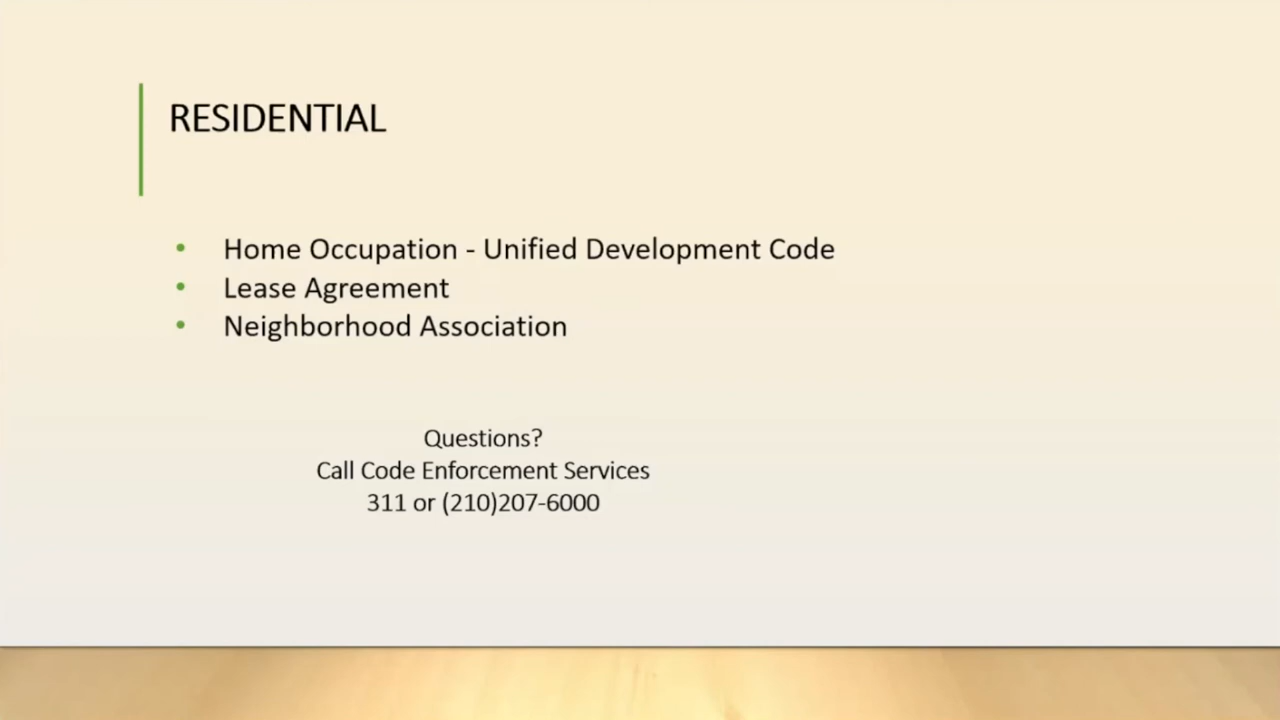 RESIDENTIAL
• Home Occupation - Unified Development Code
• Lease Agreement
• Neighborhood Association
Questions?
Call Code Enforcement Services
311 or (210)207-6000